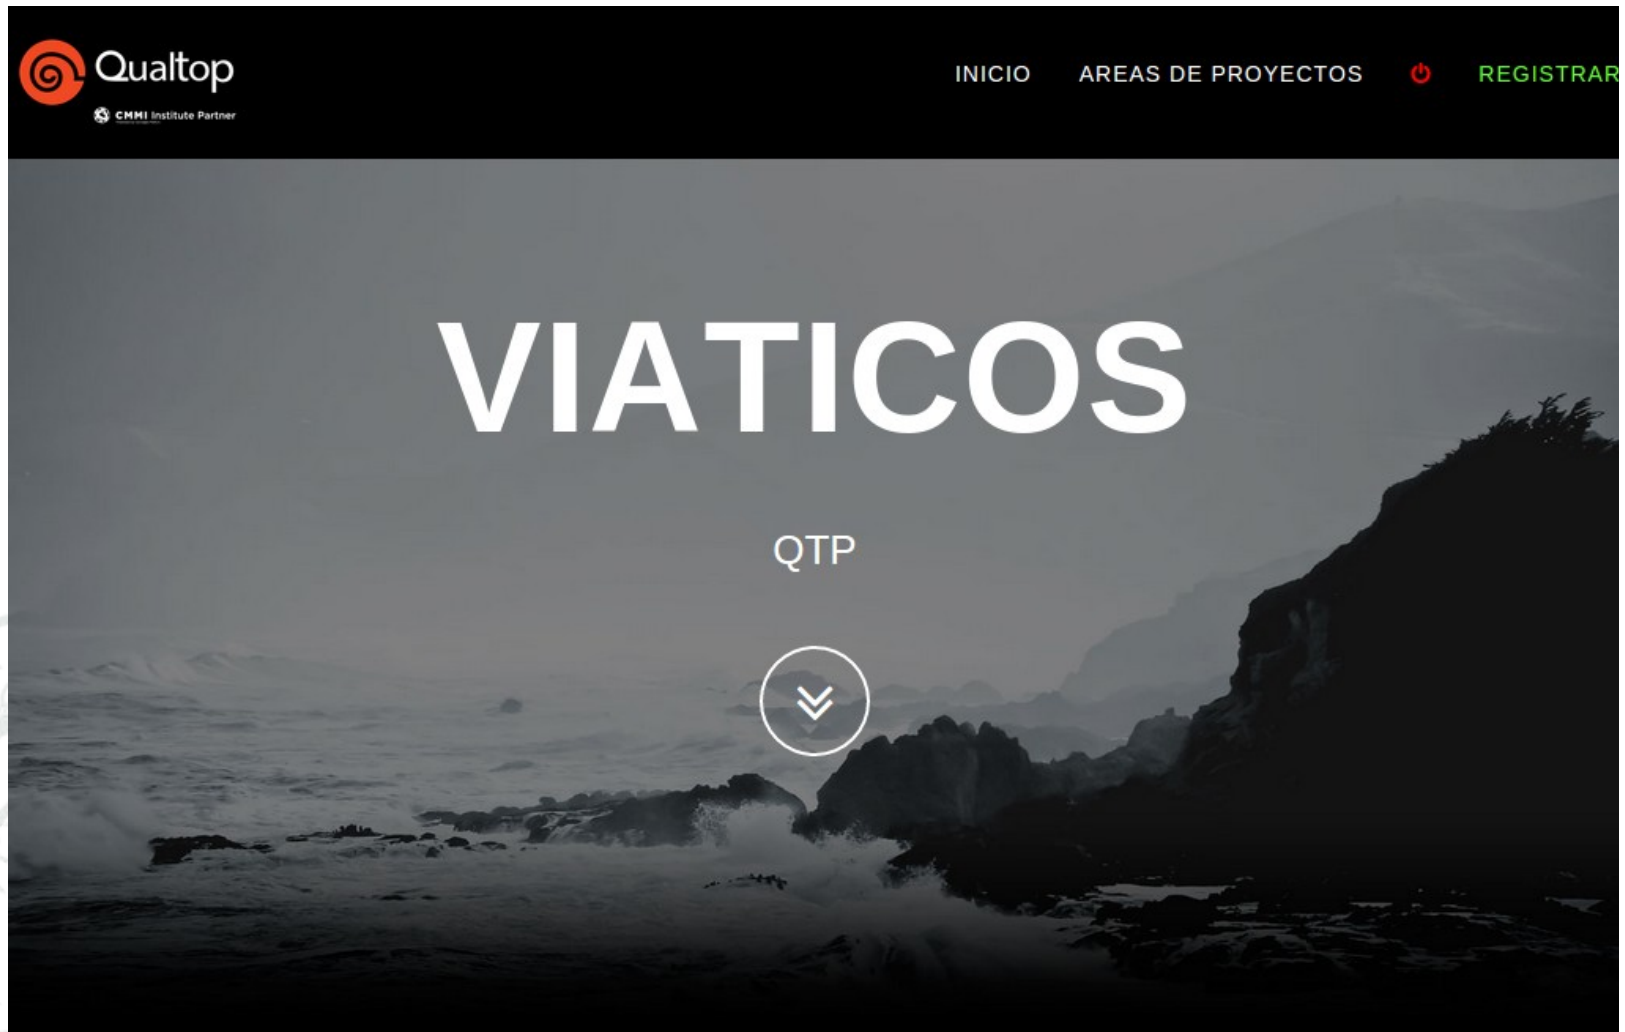 Qualtop
CMMI Institute Partner
INICIO AREAS DE PROYECTOS REGISTRAR
VIATICOS
QTP